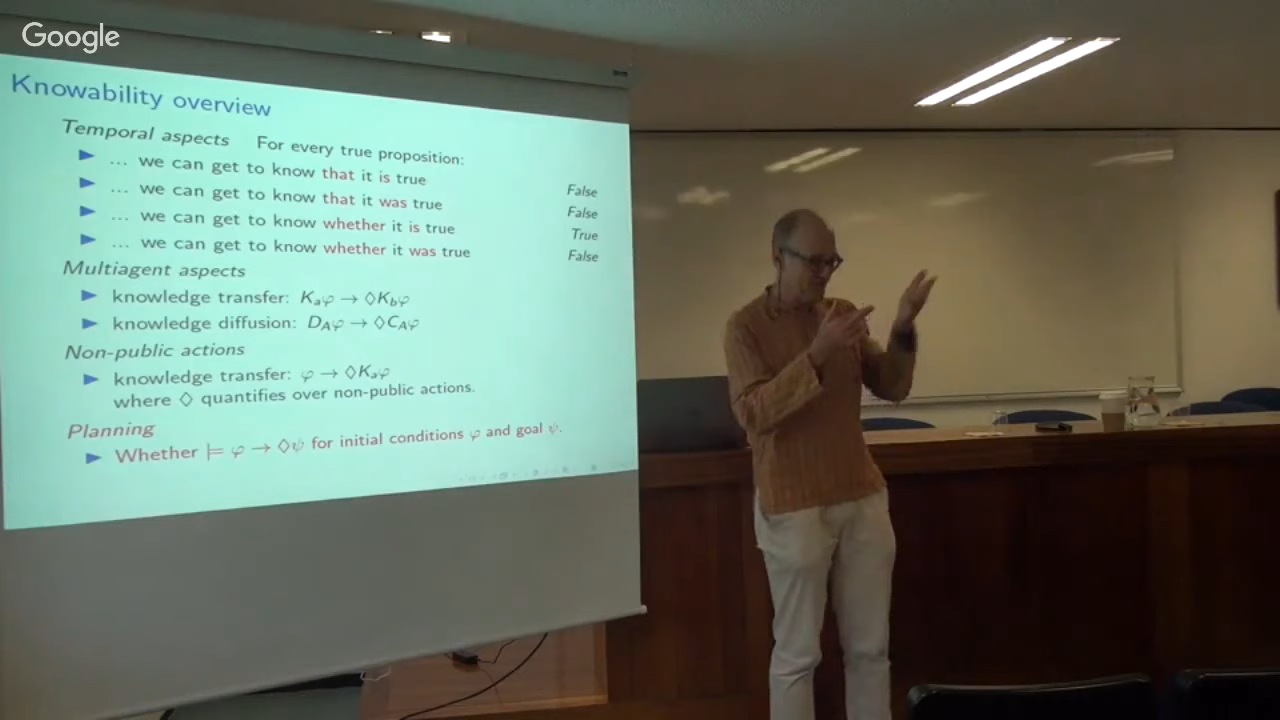 Google
Knowability overview
Temporal aspects For every true proposition:
▶ ... we can get to know that it is true False
▶ ... we can get to know that it was true False
▶ ... we can get to know whether it is true True
▶ ... we can get to know whether it was true False
Multiagent aspects
▶ knowledge transfer: Kₐφ → ◇K_bφ
▶ knowledge diffusion: D_Aφ → ◇C_Aφ
Non-public actions
▶ knowledge transfer: φ → ◇Kₐφ
where ◇ quantifies over non-public actions.
Planning
▶ Whether ⊨ φ → ◇ψ for initial conditions φ and goal ψ.